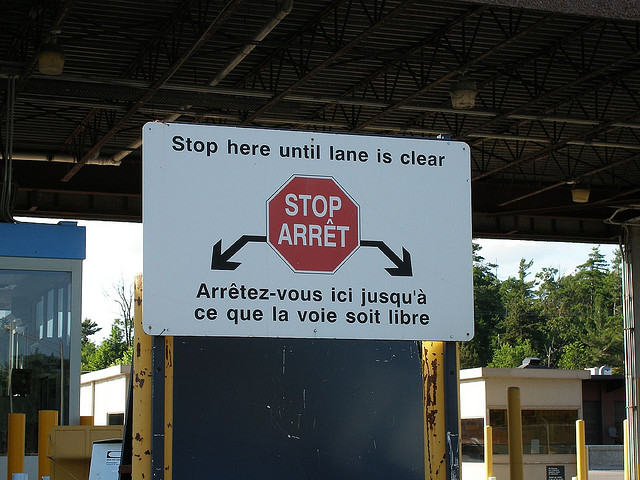 Stop here until lane is clear
STOP
ARRÊT
Arrêtez-vous ici jusqu'à
ce que la voie soit libre